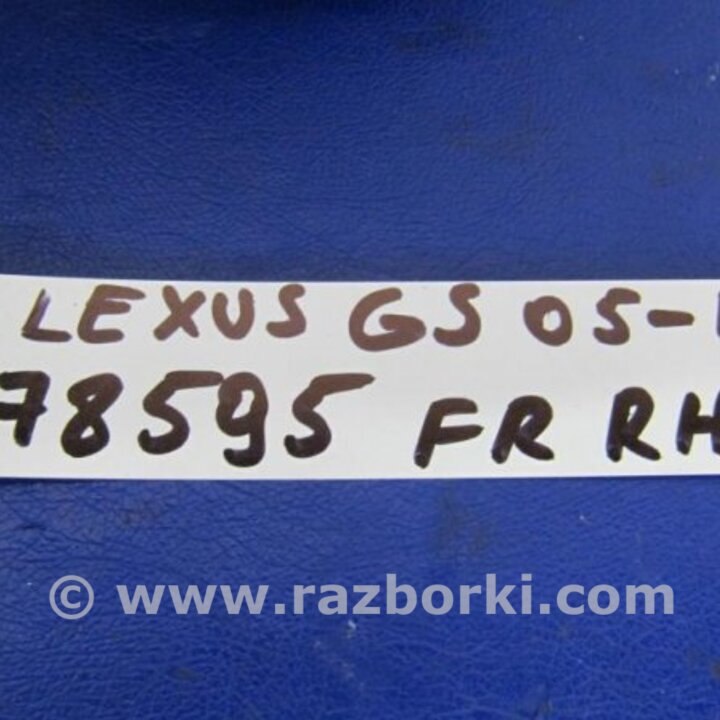 LEXUS GS 05-
78595 FR RH
© www.razborki.com